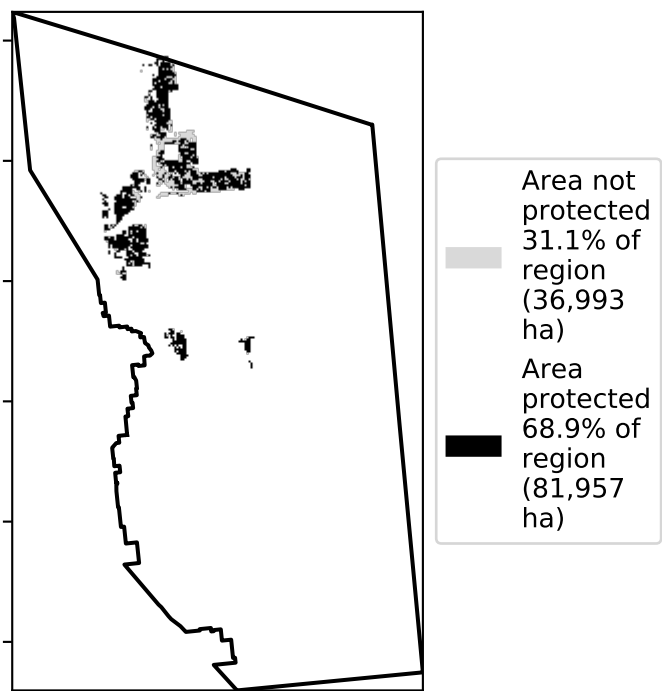 Area not
protected
31.1% of
region
(36,993
ha)
Area
protected
68.9% of
region
(81,957
ha)